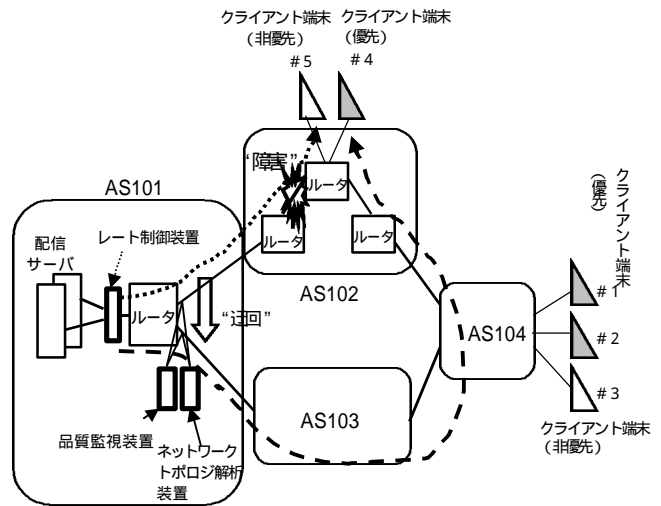 クライアント端末
（非優先）
#5
クライアント端末
（優先）
#4
“障害”
ルータ
ルータ
ルータ
AS102
AS101
配信
サーバ
レート制御装置
ルータ
“迂回”
品質監視装置
ネットワーク
トポロジ解析
装置
AS103
AS104
クライアント端末
（優先）
#1
#2
#3
クライアント端末
（非優先）